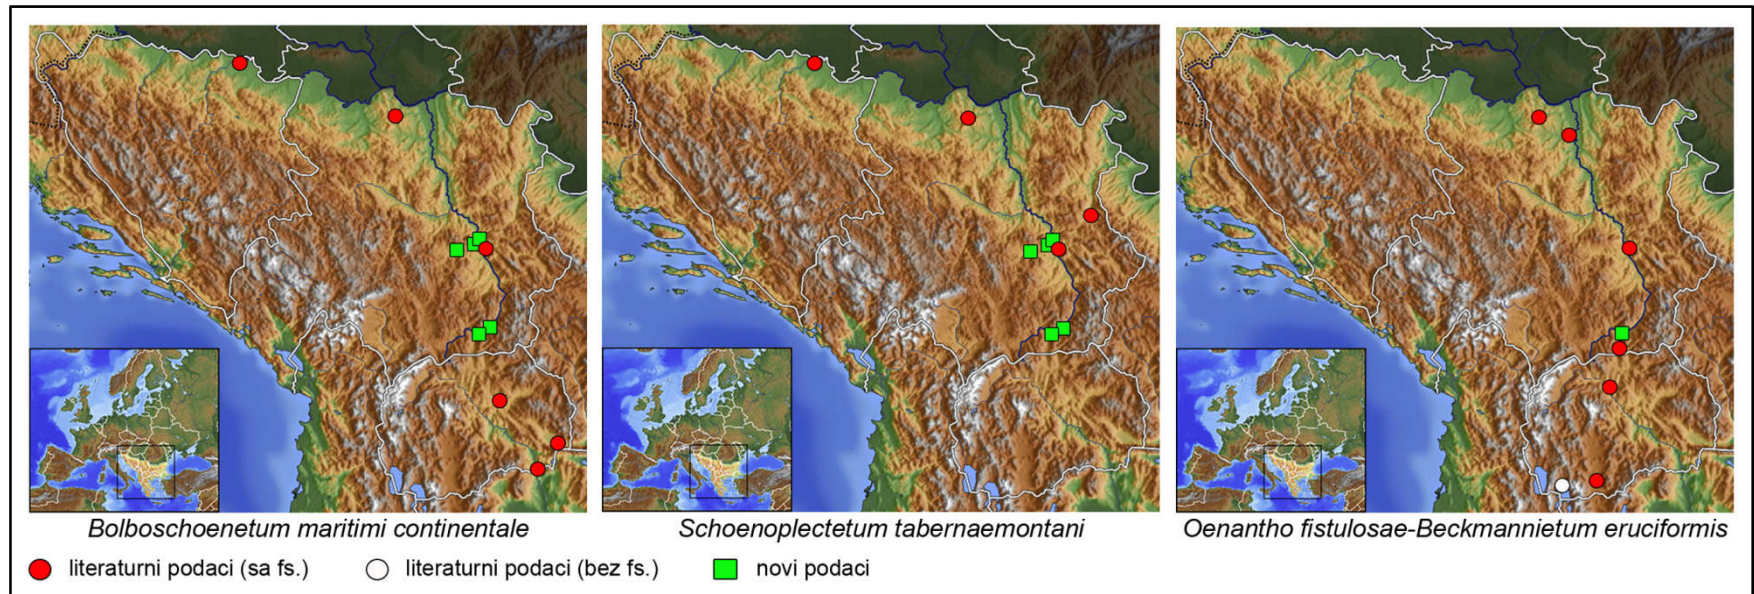 Bolboschoenetum maritimi continentale
Schoenoplectetum tabernaemontani
Oenantho fistulosae-Beckmannietum eruciformis
literaturni podaci (sa fs.)
literaturni podaci (bez fs.)
novi podaci